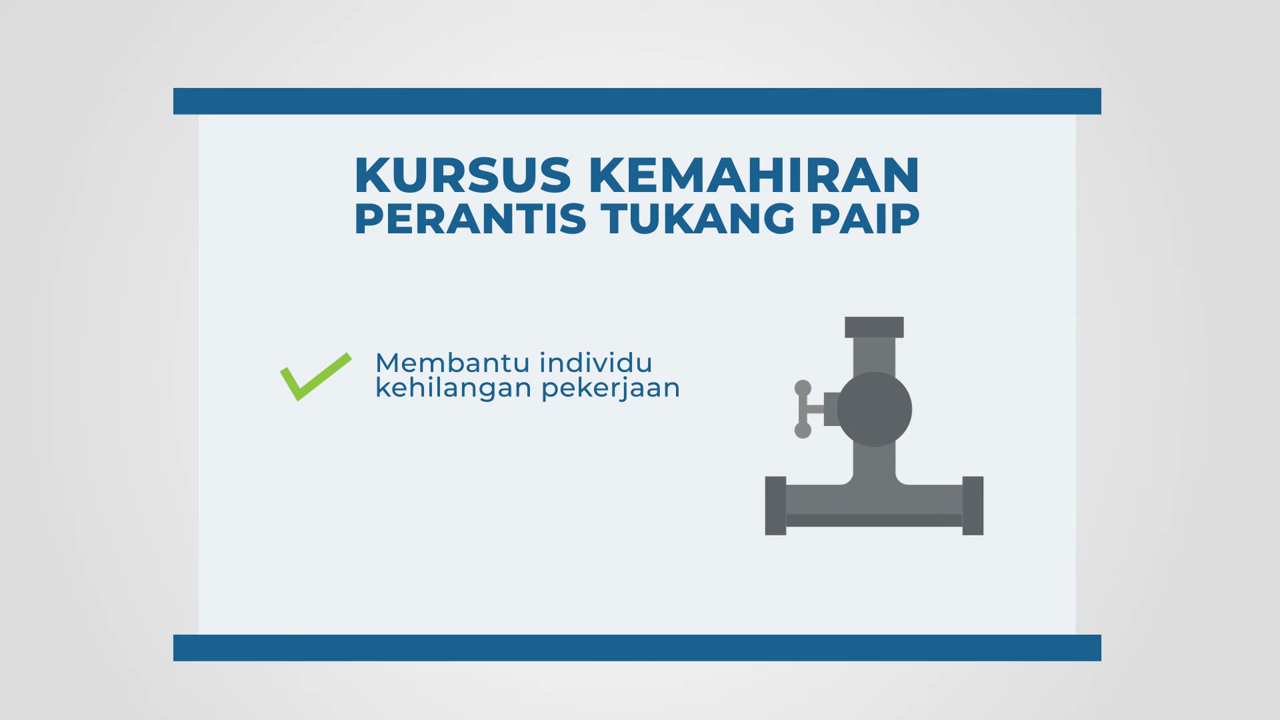 KURSUS KEMAHIRAN
PERANTIS TUKANG PAIP
Membantu individu
kehilangan pekerjaan